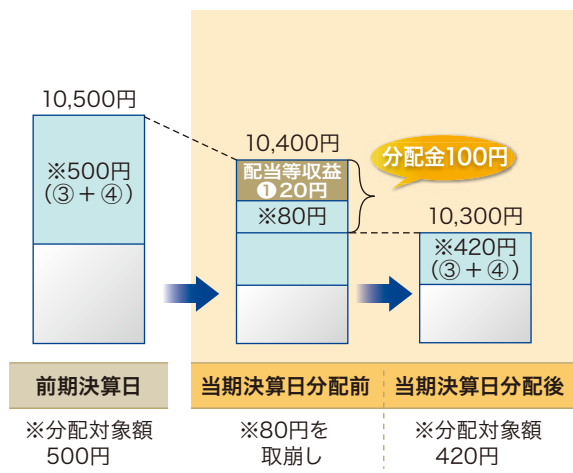 10,500円
※500円
(③+④)
10,400円
配当等収益
❶20円
※80円
分配金100円
10,300円
※420円
(③+④)
前期決算日
当期決算日分配前
当期決算日分配後
※分配対象額
500円
※80円を
取崩し
※分配対象額
420円